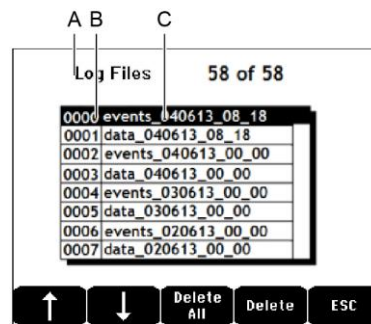 A B C
Log Files 58 of 58
0000 events_040613_08_18
0001 data_040613_08_18
0002 events_040613_00_00
0003 data_040613_00_00
0004 events_030613_00_00
0005 data_030613_00_00
0006 events_020613_00_00
0007 data_020613_00_00
↑ ↓ Delete All Delete ESC